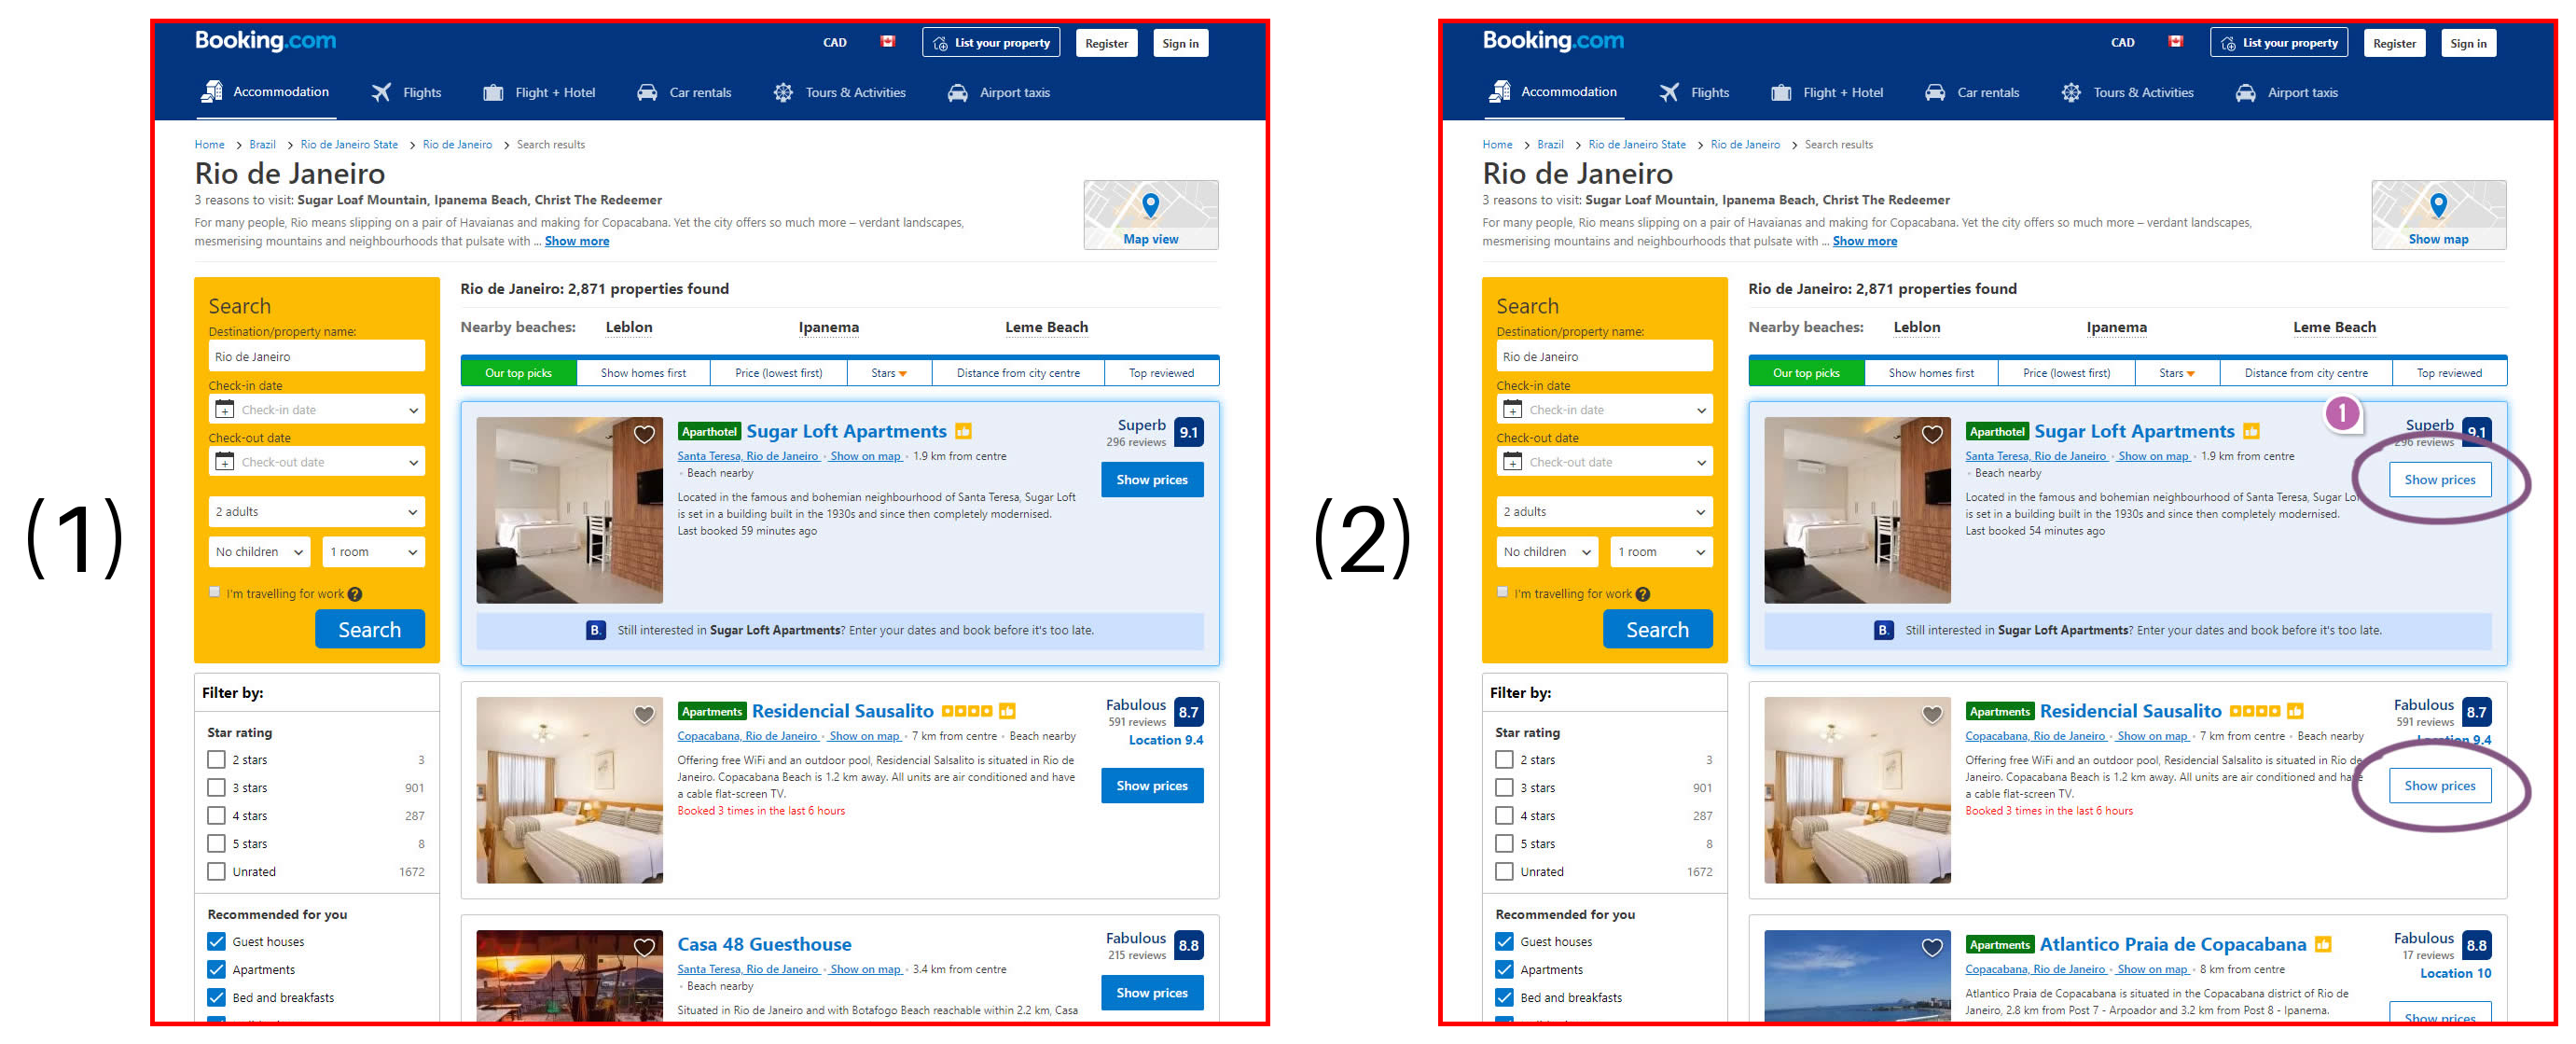 (1)
Booking.com
CAD
List your property
Register
Sign in
Accommodation
Flights
Flight + Hotel
Car rentals
Tours & Activities
Airport taxis
Home > Brazil > Rio de Janeiro State > Rio de Janeiro > Search results
Rio de Janeiro
3 reasons to visit: Sugar Loaf Mountain, Ipanema Beach, Christ The Redeemer
For many people, Rio means slipping on a pair of Havaianas and making for Copacabana. Yet the city offers so much more – verdant landscapes,
mesmerising mountains and neighbourhoods that pulsate with ... Show more
Map view
Search
Destination/property name:
Rio de Janeiro
Check-in date
Check-in date
Check-out date
Check-out date
2 adults
No children
1 room
I'm travelling for work ?
Search
Filter by:
Star rating
2 stars 3
3 stars 901
4 stars 287
5 stars 8
Unrated 1672
Recommended for you
Guest houses
Apartments
Bed and breakfasts
Rio de Janeiro: 2,871 properties found
Nearby beaches: Leblon Ipanema Leme Beach
Our top picks
Show homes first
Price (lowest first)
Stars
Distance from city centre
Top reviewed
Aparthotel Sugar Loft Apartments
Superb 9.1
296 reviews
Santa Teresa, Rio de Janeiro · Show on map · 1.9 km from centre
· Beach nearby
Show prices
Located in the famous and bohemian neighbourhood of Santa Teresa, Sugar Loft
is set in a building built in the 1930s and since then completely modernised.
Last booked 59 minutes ago
B. Still interested in Sugar Loft Apartments? Enter your dates and book before it's too late.
Apartments Residencial Sausalito
Fabulous 8.7
591 reviews
Copacabana, Rio de Janeiro · Show on map · 7 km from centre · Beach nearby
Location 9.4
Offering free WiFi and an outdoor pool, Residencial Salsalito is situated in Rio de
Janeiro. Copacabana Beach is 1.2 km away. All units are air conditioned and have
a cable flat-screen TV.
Show prices
Booked 3 times in the last 6 hours
Casa 48 Guesthouse
Fabulous 8.8
215 reviews
Santa Teresa, Rio de Janeiro · Show on map · 3.4 km from centre
· Beach nearby
Show prices
Situated in Rio de Janeiro and with Botafogo Beach reachable within 2.2 km, Casa
(2)
Booking.com
CAD
List your property
Register
Sign in
Accommodation
Flights
Flight + Hotel
Car rentals
Tours & Activities
Airport taxis
Home > Brazil > Rio de Janeiro State > Rio de Janeiro > Search results
Rio de Janeiro
3 reasons to visit: Sugar Loaf Mountain, Ipanema Beach, Christ The Redeemer
For many people, Rio means slipping on a pair of Havaianas and making for Copacabana. Yet the city offers so much more – verdant landscapes,
mesmerising mountains and neighbourhoods that pulsate with ... Show more
Show map
Search
Destination/property name:
Rio de Janeiro
Check-in date
Check-in date
Check-out date
Check-out date
2 adults
No children
1 room
I'm travelling for work ?
Search
Filter by:
Star rating
2 stars 3
3 stars 901
4 stars 287
5 stars 8
Unrated 1672
Recommended for you
Guest houses
Apartments
Bed and breakfasts
Rio de Janeiro: 2,871 properties found
Nearby beaches: Leblon Ipanema Leme Beach
Our top picks
Show homes first
Price (lowest first)
Stars
Distance from city centre
Top reviewed
1
Aparthotel Sugar Loft Apartments
Superb 9.1
296 reviews
Santa Teresa, Rio de Janeiro · Show on map · 1.9 km from centre
· Beach nearby
Show prices
Located in the famous and bohemian neighbourhood of Santa Teresa, Sugar Lof
is set in a building built in the 1930s and since then completely modernised.
Last booked 54 minutes ago
B. Still interested in Sugar Loft Apartments? Enter your dates and book before it's too late.
Apartments Residencial Sausalito
Fabulous 8.7
591 reviews
Copacabana, Rio de Janeiro · Show on map · 7 km from centre · Beach nearby
Location 9.4
Offering free WiFi and an outdoor pool, Residencial Salsalito is situated in Rio de
Janeiro. Copacabana Beach is 1.2 km away. All units are air conditioned and have
a cable flat-screen TV.
Show prices
Booked 3 times in the last 6 hours
Apartments Atlantico Praia de Copacabana
Fabulous 8.8
17 reviews
Copacabana, Rio de Janeiro · Show on map · 8 km from centre
Location 10
Atlantico Praia de Copacabana is situated in the Copacabana district of Rio de
Janeiro, 2.8 km from Post 7 - Arpoador and 3.2 km from Post 8 - Ipanema.
Show prices